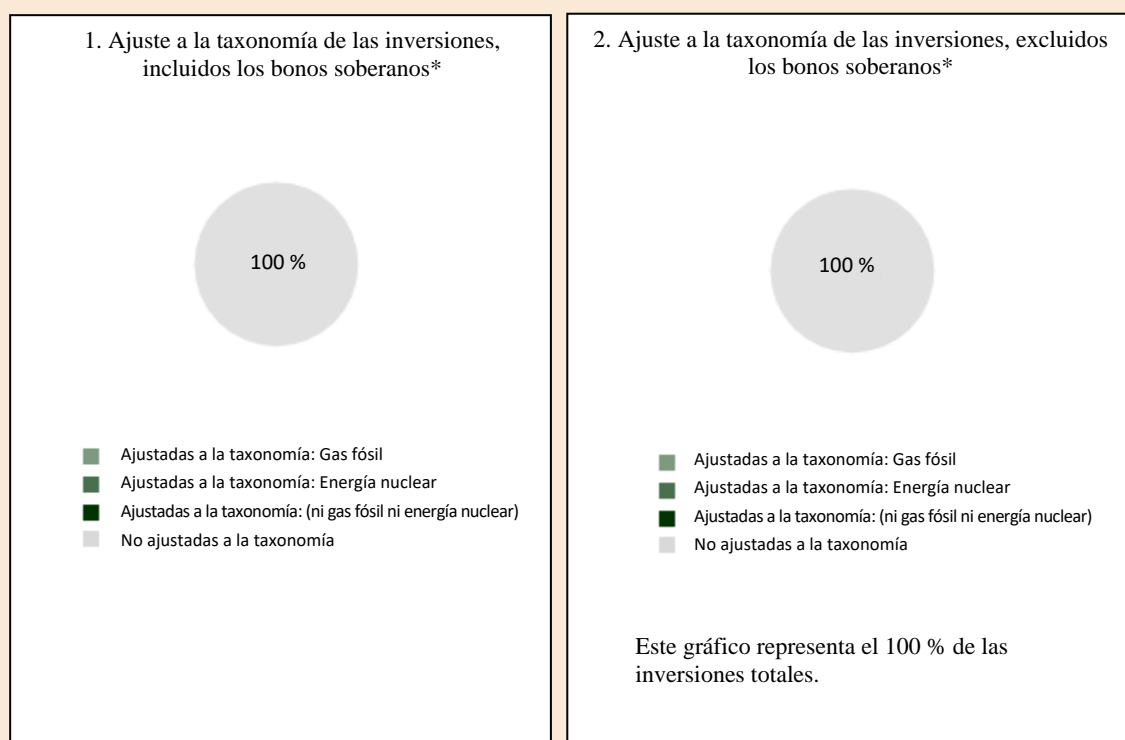 1. Ajuste a la taxonomía de las inversiones,
incluidos los bonos soberanos*
100 %
Ajustadas a la taxonomía: Gas fósil
Ajustadas a la taxonomía: Energía nuclear
Ajustadas a la taxonomía: (ni gas fósil ni energía nuclear)
No ajustadas a la taxonomía
2. Ajuste a la taxonomía de las inversiones, excluidos
los bonos soberanos*
100 %
Ajustadas a la taxonomía: Gas fósil
Ajustadas a la taxonomía: Energía nuclear
Ajustadas a la taxonomía: (ni gas fósil ni energía nuclear)
No ajustadas a la taxonomía
Este gráfico representa el 100 % de las
inversiones totales.